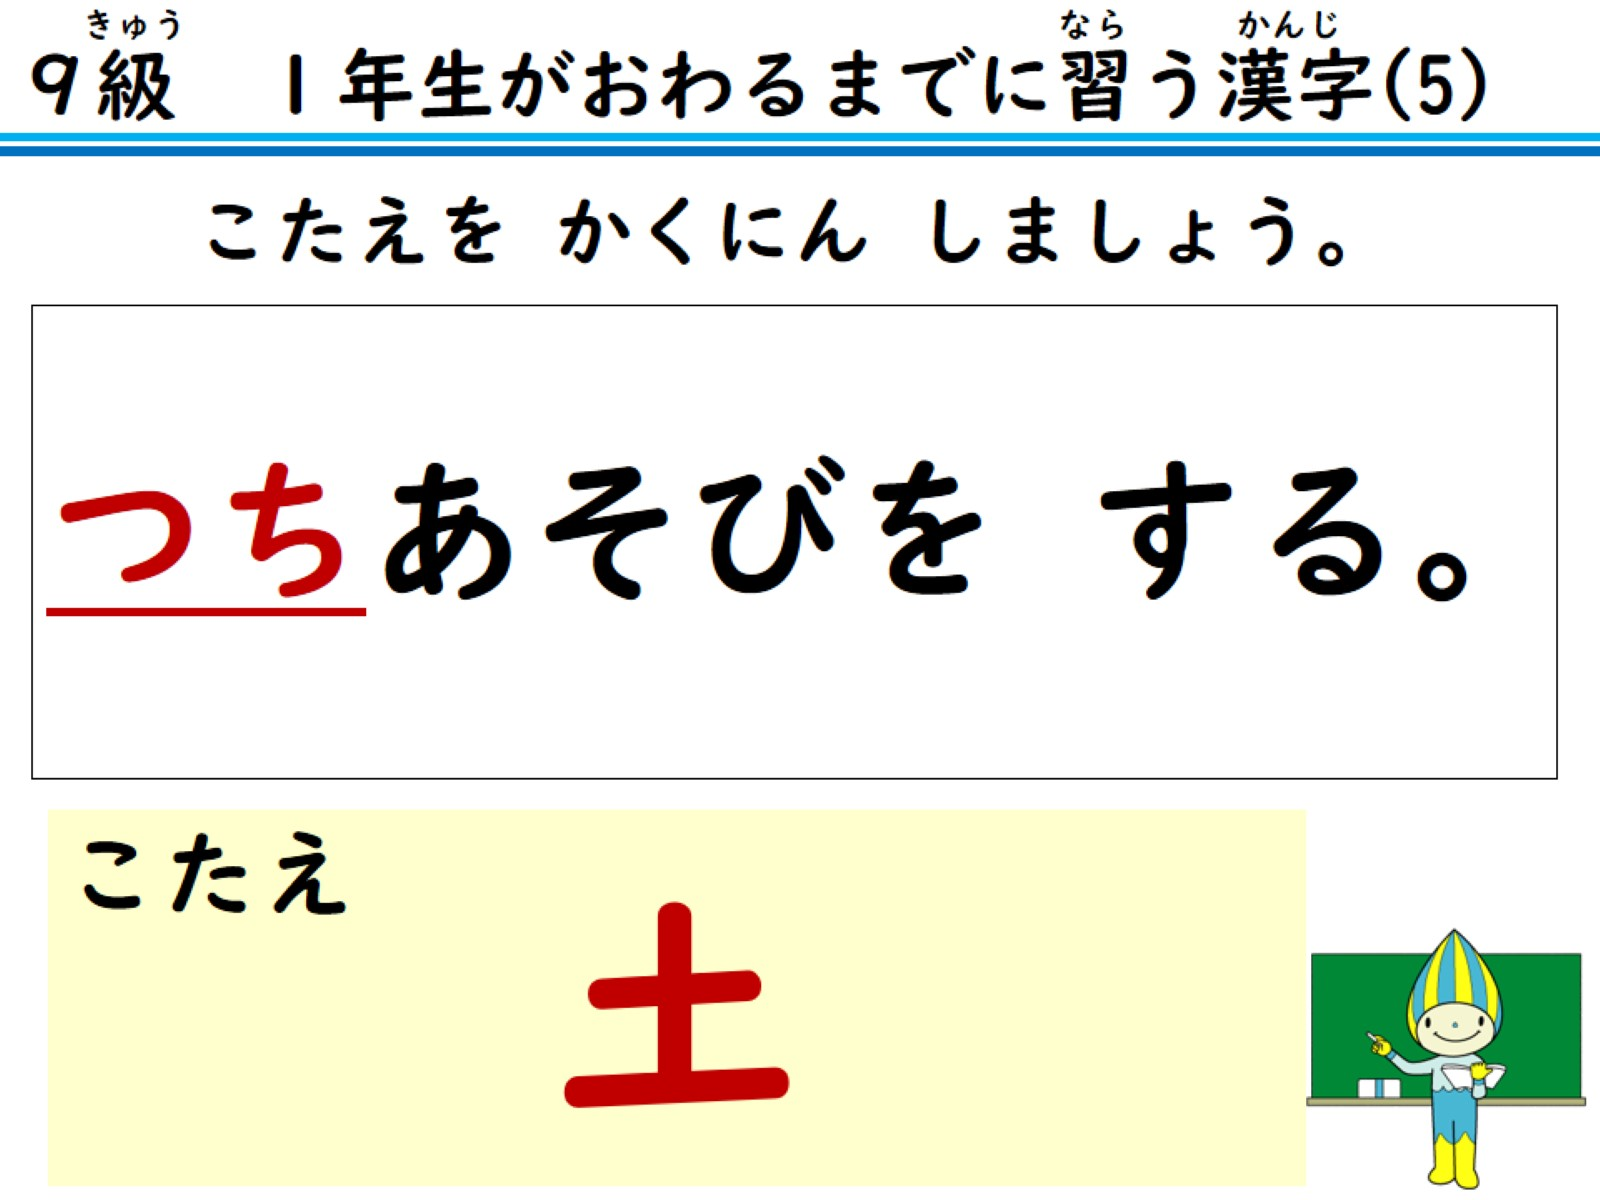 きゅう なら かんじ
9級 1年生がおわるまでに習う漢字(5)
こたえを かくにん しましょう。
つちあそびを する。
こたえ
土